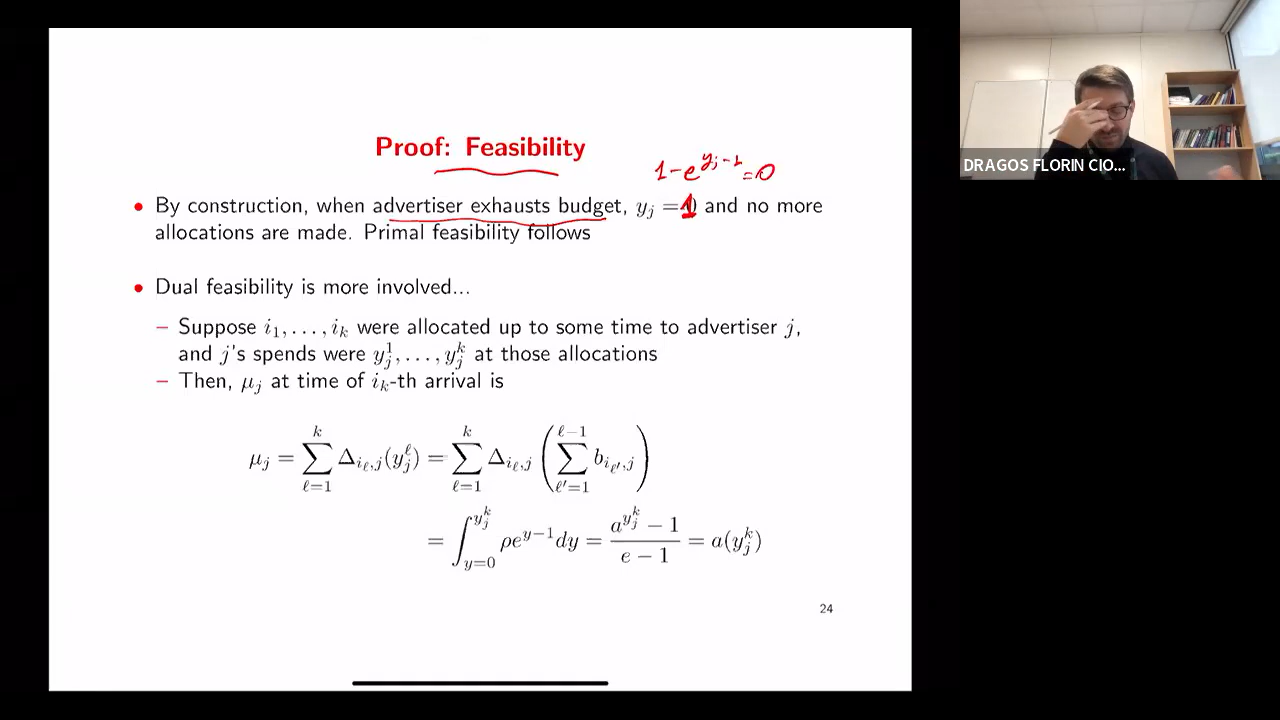 Proof: Feasibility
1-e^{y_j-1}=0
• By construction, when advertiser exhausts budget, y_j = 1 and no more
allocations are made. Primal feasibility follows
• Dual feasibility is more involved...
– Suppose i_1, . . . , i_k were allocated up to some time to advertiser j,
and j's spends were y_j^1, . . . , y_j^k at those allocations
– Then, μ_j at time of i_k-th arrival is
μ_j = ∑_{ℓ=1}^{k} Δ_{i_ℓ,j}(y_j^ℓ) = ∑_{ℓ=1}^{k} Δ_{i_ℓ,j} (∑_{ℓ'=1}^{ℓ−1} b_{i_{ℓ'},j})
= ∫_{y=0}^{y_j^k} ρe^{y−1}dy = \frac{a^{y_j^k} − 1}{e − 1} = a(y_j^k)
24
DRAGOS FLORIN CIO...